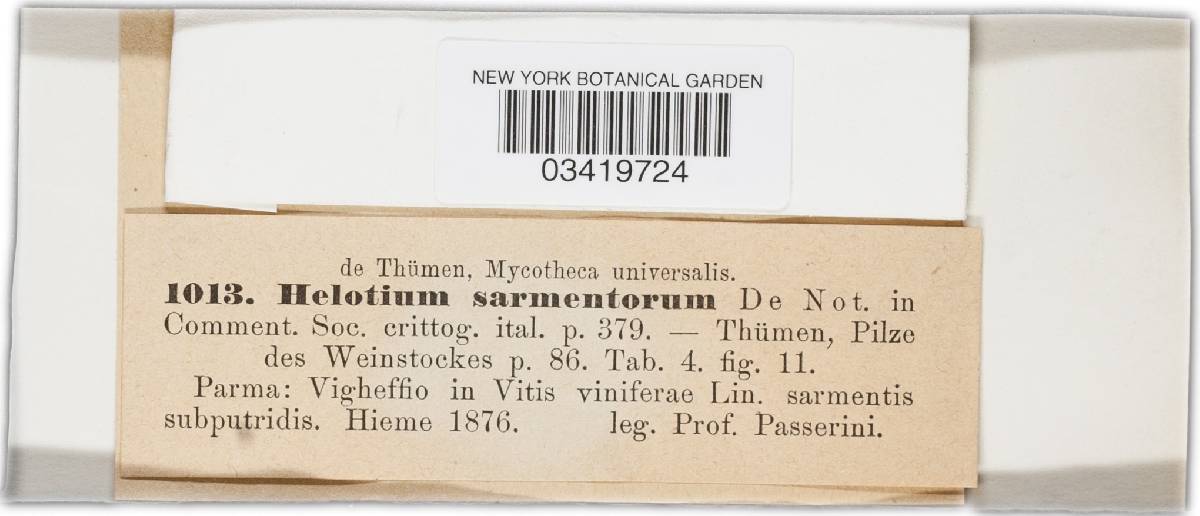 NEW YORK BOTANICAL GARDEN
03419724
de Thümen, Mycotheca universalis.
1013. Helotium sarmentorum De Not. in
Comment. Soc. crittog. ital. p. 379. — Thümen, Pilze
des Weinstockes p. 86. Tab. 4. fig. 11.
Parma: Vigheffio in Vitis viniferae Lin. sarmentis
subputridis. Hieme 1876. leg. Prof. Passerini.